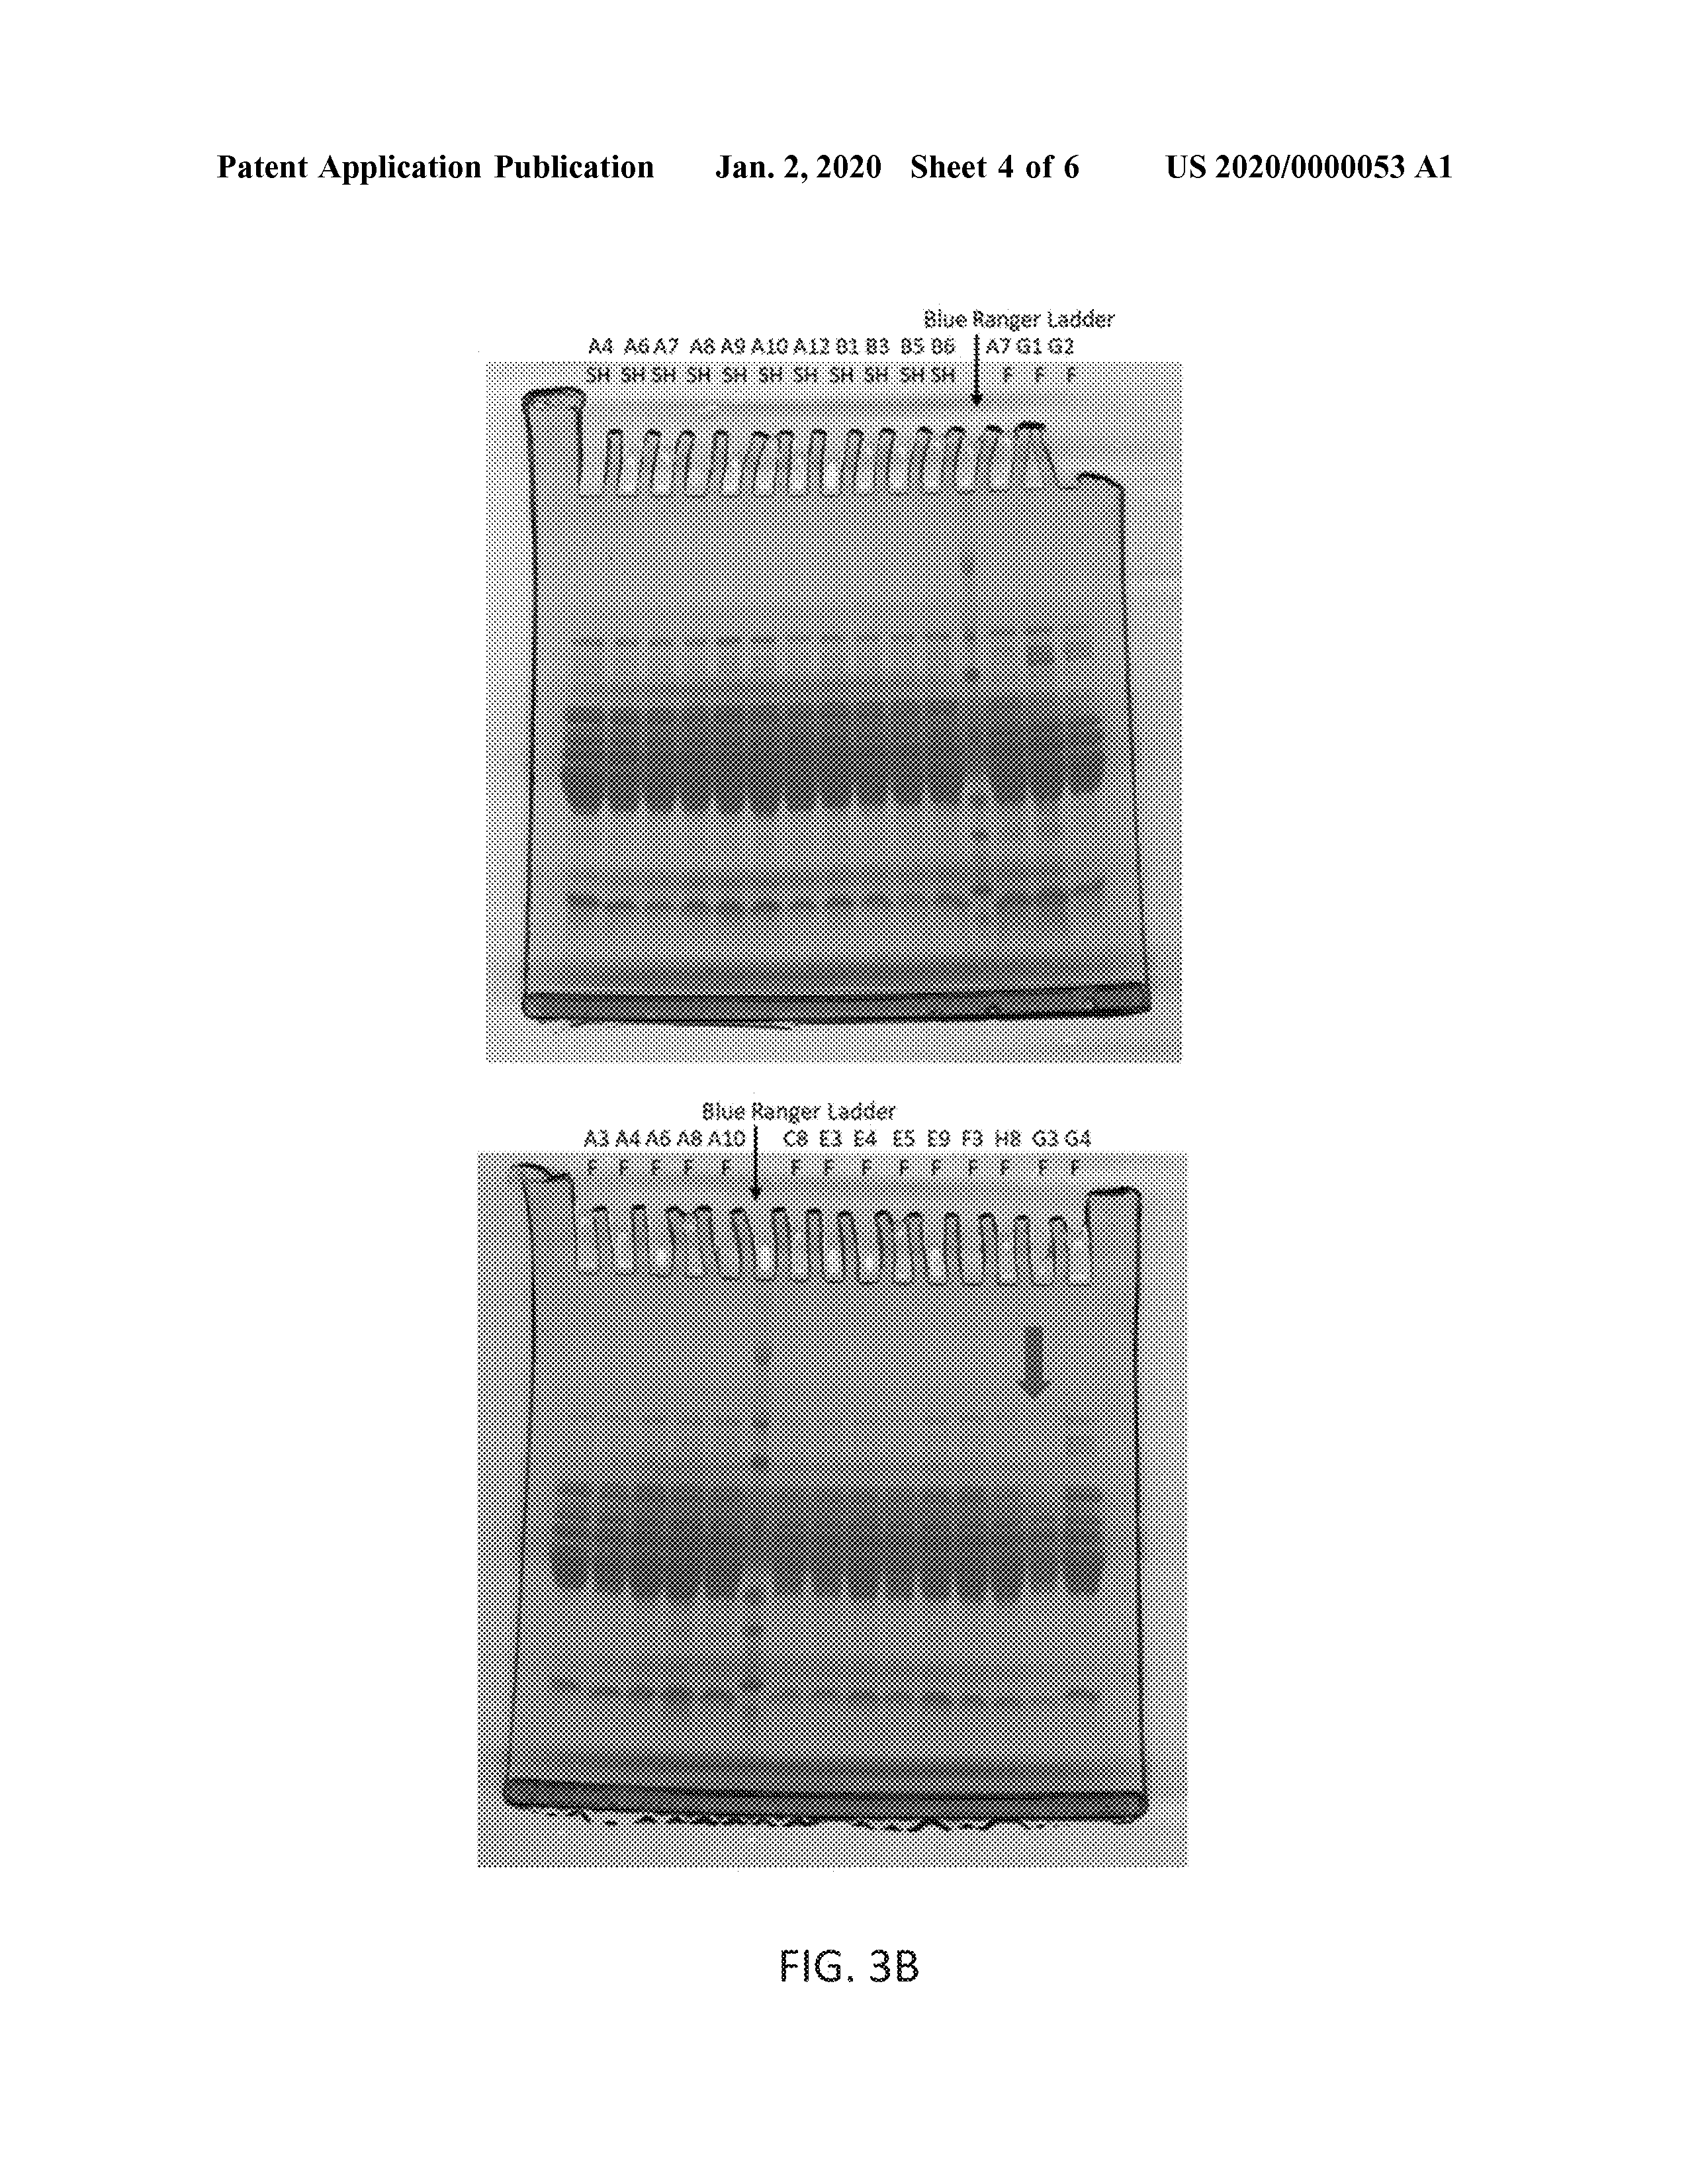 Patent Application Publication Jan. 2, 2020 Sheet 4 of 6 US 2020/0000053 A1
Blue Ranger Ladder
A4 A6 A7 A8 A9 A10 A12 B1 B3 B5 B6 A7 G1 G2
SH SH SH SH SH SH SH SH SH SH SH F F F
Blue Ranger Ladder
A3 A4 A6 A8 A10 C8 E3 E4 E5 E9 F3 H8 G3 G4
F F F F F F F F F F F F F F
FIG. 3B